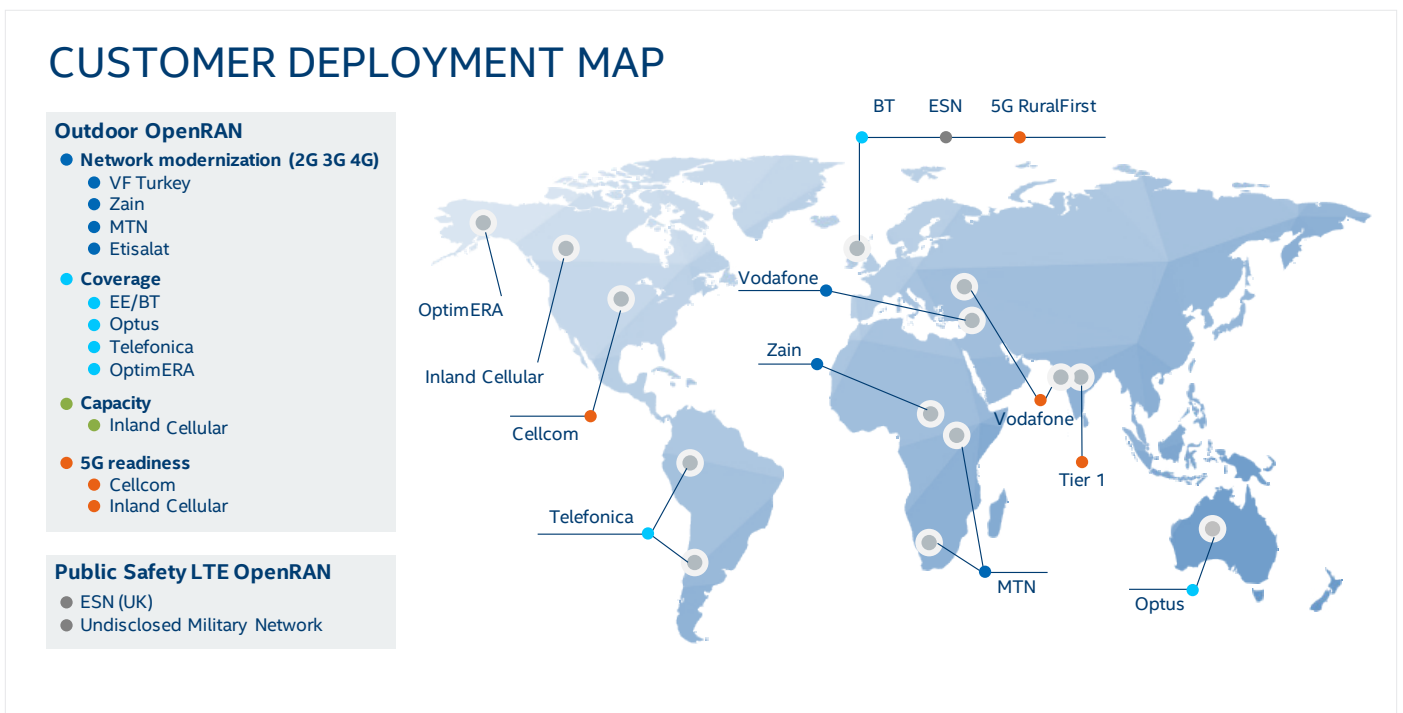 CUSTOMER DEPLOYMENT MAP
Outdoor OpenRAN
Network modernization (2G 3G 4G)
VF Turkey
Zain
MTN
Etisalat
Coverage
EE/BT
Optus
Telefonica
OptimERA
Capacity
Inland Cellular
5G readiness
Cellcom
Inland Cellular
Public Safety LTE OpenRAN
ESN (UK)
Undisclosed Military Network
BT ESN 5G RuralFirst
Vodafone
OptimERA
Zain
Inland Cellular
Vodafone
Cellcom
Tier 1
Telefonica
MTN
Optus